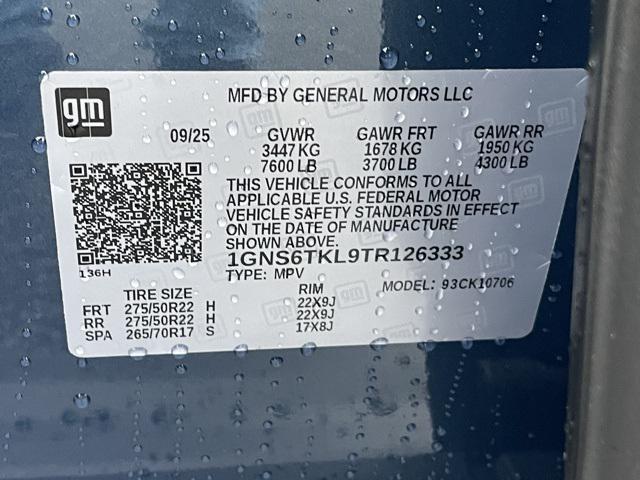 gm
MFD BY GENERAL MOTORS LLC
09/25 GVWR GAWR FRT GAWR RR
3447 KG 1678 KG 1950 KG
7600 LB 3700 LB 4300 LB
THIS VEHICLE CONFORMS TO ALL
APPLICABLE U.S. FEDERAL MOTOR
VEHICLE SAFETY STANDARDS IN EFFECT
ON THE DATE OF MANUFACTURE
SHOWN ABOVE.
1GNS6TKL9TR126333
136H
TYPE: MPV MODEL: 93CK10706
TIRE SIZE RIM
FRT 275/50R22 H 22X9J
RR 275/50R22 H 22X9J
SPA 265/70R17 S 17X8J